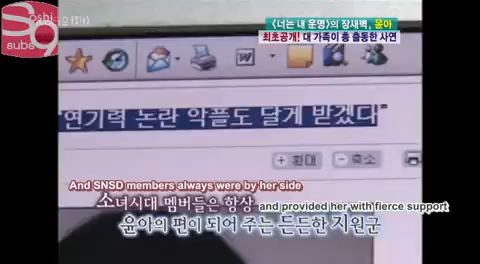 Soshi
S9
subs
<너는 내 운명>의 장새벽, 윤아
최초공개! 대 가족이 총 출동한 사연
"연기력 논란 악플도 달게 받겠다"
+ 확대
- 축소
And SNSD members always were by her side
소녀시대 멤버들은 항상
and provided her with fierce support
윤아의 편이 되어 주는 든든한 지원군